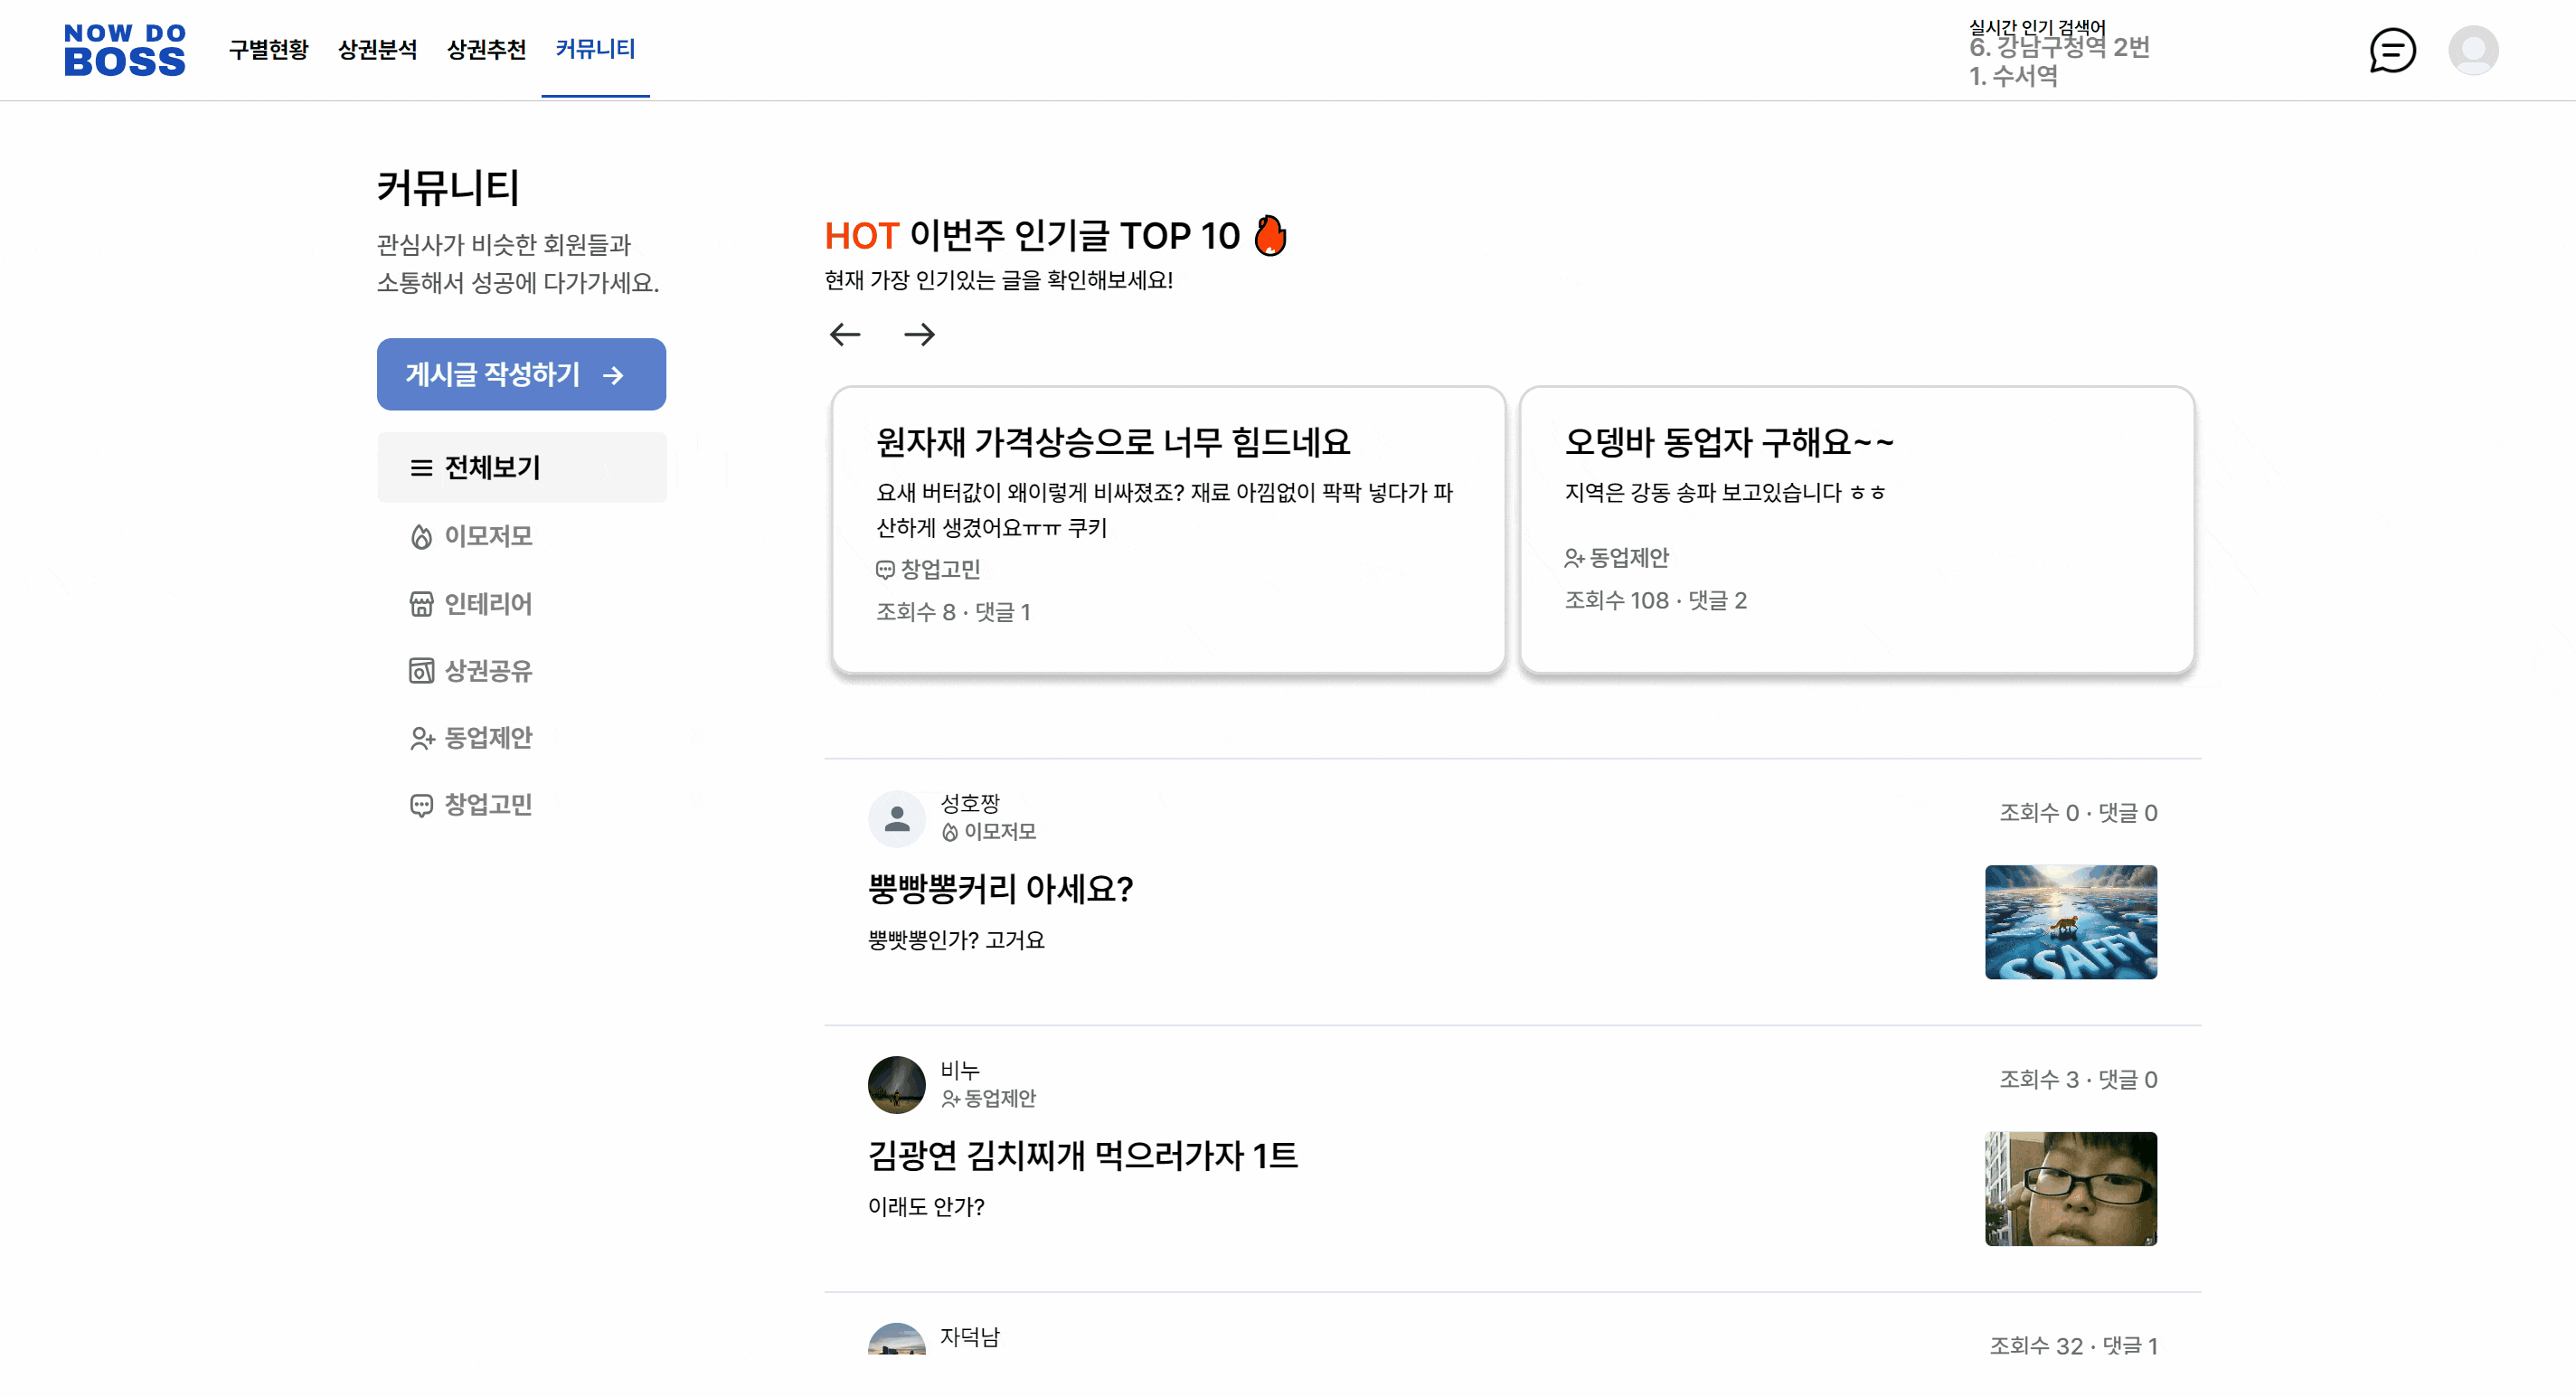 NOW DO
BOSS
구별현황
상권분석
상권추천
커뮤니티
실시간 인기 검색어
6. 강남구청역 2번
1. 수서역
커뮤니티
관심사가 비슷한 회원들과
소통해서 성공에 다가가세요.
게시글 작성하기
전체보기
이모저모
인테리어
상권공유
동업제안
창업고민
HOT 이번주 인기글 TOP 10
현재 가장 인기있는 글을 확인해보세요!
원자재 가격상승으로 너무 힘드네요
요새 버터값이 왜이렇게 비싸졌죠? 재료 아낌없이 팍팍 넣다가 파
산하게 생겼어요ㅠㅠ 쿠키
창업고민
조회수 8 · 댓글 1
오뎅바 동업자 구해요~~
지역은 강동 송파 보고있습니다 ㅎㅎ
동업제안
조회수 108 · 댓글 2
성호짱
이모저모
조회수 0 · 댓글 0
뿡빵뽕커리 아세요?
뿡빳뽕인가? 고거요
SSAFFY
비누
동업제안
조회수 3 · 댓글 0
김광연 김치찌개 먹으러가자 1트
이래도 안가?
자덕남
조회수 32 · 댓글 1